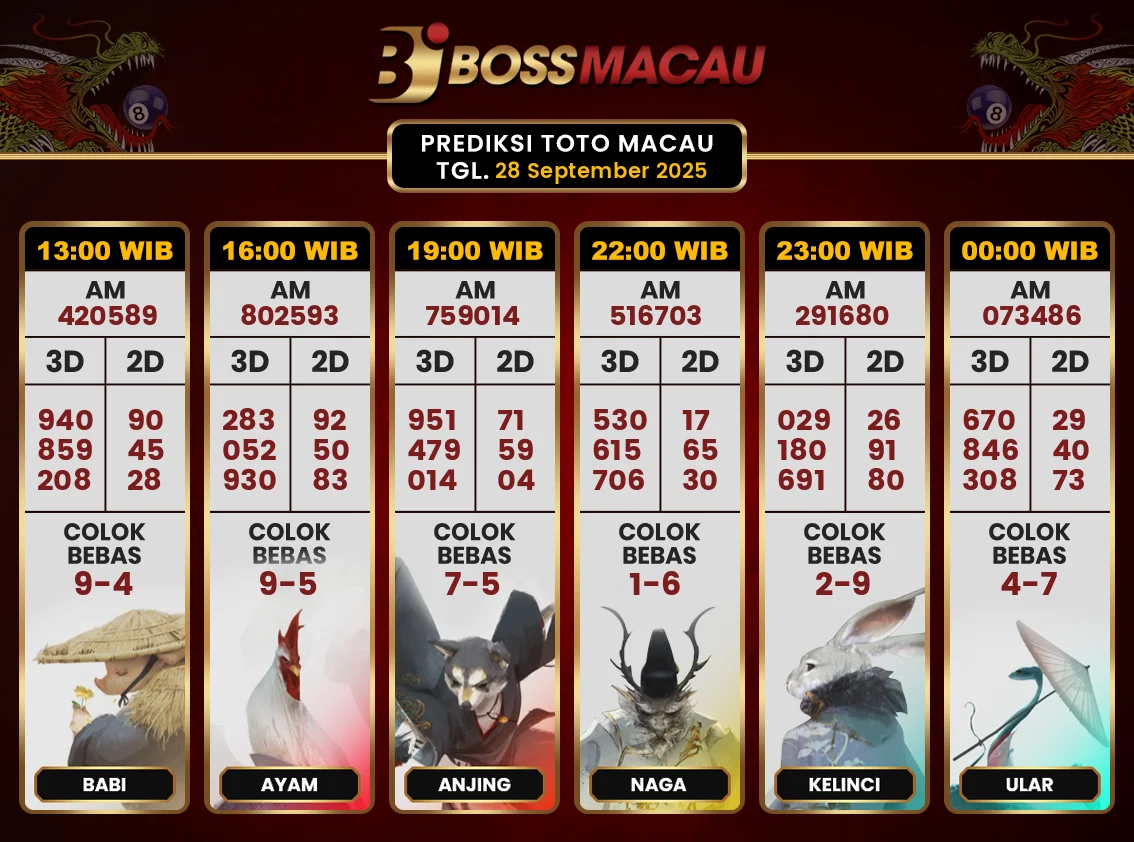 BJ BOSSMACAU
PREDIKSI TOTO MACAU
TGL. 28 September 2025
13:00 WIB
AM
420589
3D 2D
940 90
859 45
208 28
COLOK
BEBAS
9-4
BABI
16:00 WIB
AM
802593
3D 2D
283 92
052 50
930 83
COLOK
BEBAS
9-5
AYAM
19:00 WIB
AM
759014
3D 2D
951 71
479 59
014 04
COLOK
BEBAS
7-5
ANJING
22:00 WIB
AM
516703
3D 2D
530 17
615 65
706 30
COLOK
BEBAS
1-6
NAGA
23:00 WIB
AM
291680
3D 2D
029 26
180 91
691 80
COLOK
BEBAS
2-9
KELINCI
00:00 WIB
AM
073486
3D 2D
670 29
846 40
308 73
COLOK
BEBAS
4-7
ULAR
8
8